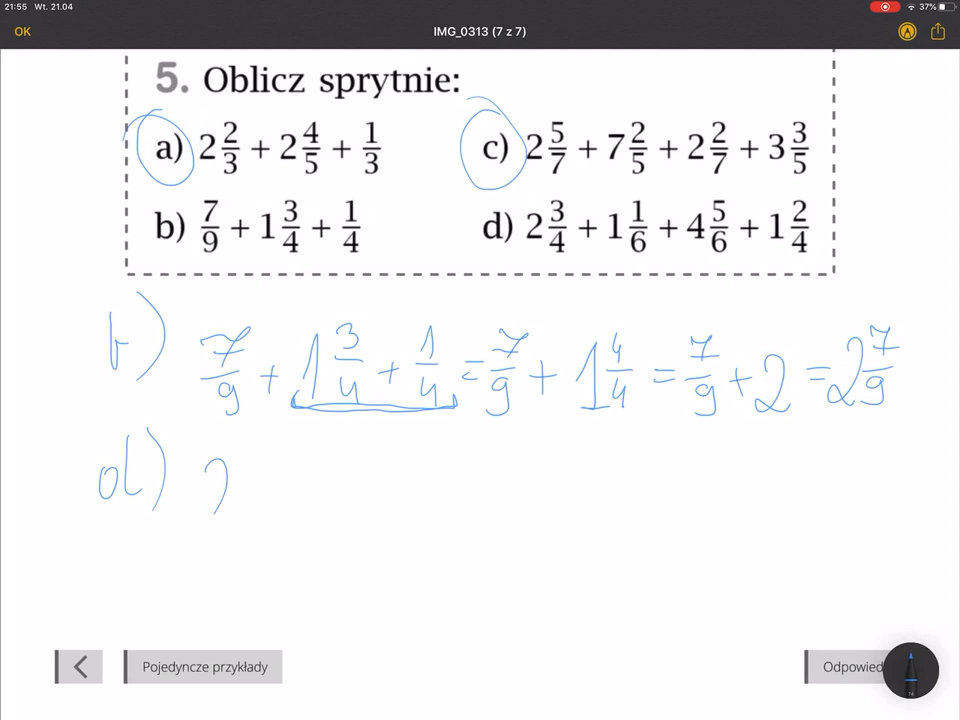 21:55 Wt. 21.04
37%
OK
IMG_0313 (7 z 7)
5. Oblicz sprytnie:
a) 2 2/3 + 2 4/5 + 1/3
c) 2 5/7 + 7 2/5 + 2 2/7 + 3 3/5
b) 7/9 + 1 3/4 + 1/4
d) 2 3/4 + 1 1/6 + 4 5/6 + 1 2/4
b) 7/9 + 1 3/4 + 1/4 = 7/9 + 1 4/4 = 7/9 + 2 = 2 7/9
d)
Pojedyncze przykłady
Odpowied